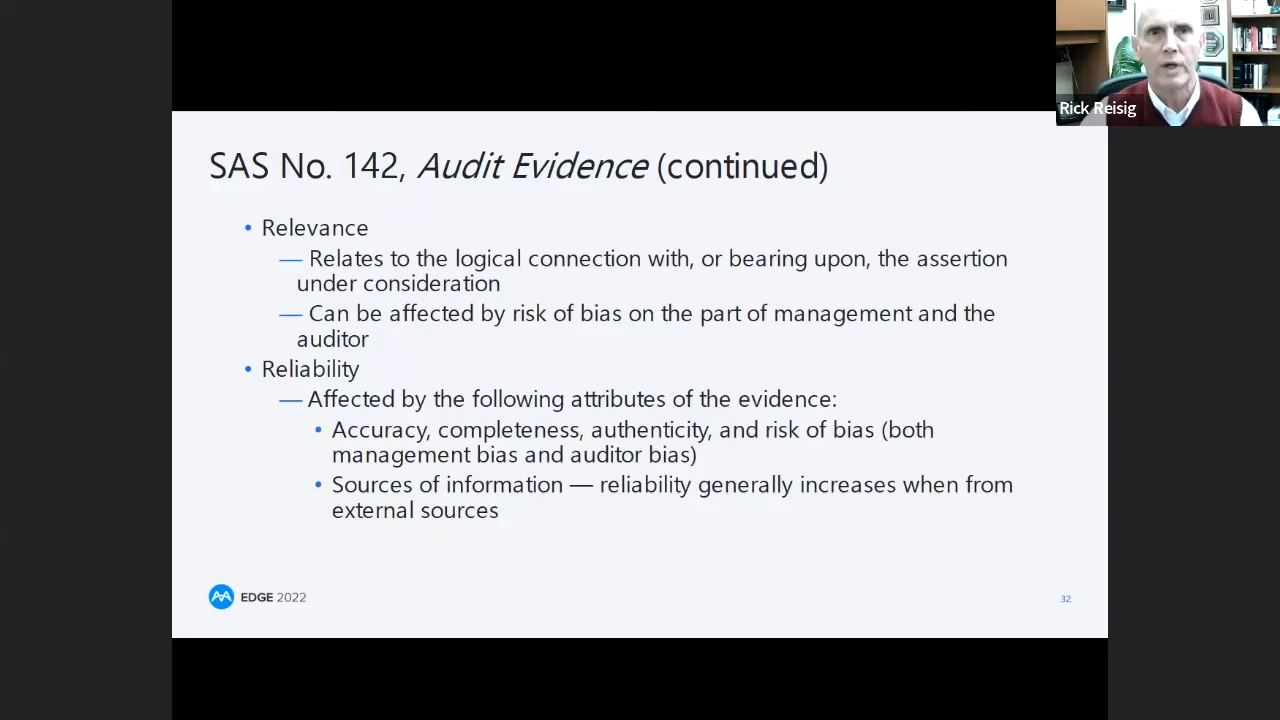 Rick Reisig
SAS No. 142, Audit Evidence (continued)
• Relevance
— Relates to the logical connection with, or bearing upon, the assertion
under consideration
— Can be affected by risk of bias on the part of management and the
auditor
• Reliability
— Affected by the following attributes of the evidence:
• Accuracy, completeness, authenticity, and risk of bias (both
management bias and auditor bias)
• Sources of information — reliability generally increases when from
external sources
EDGE 2022
32